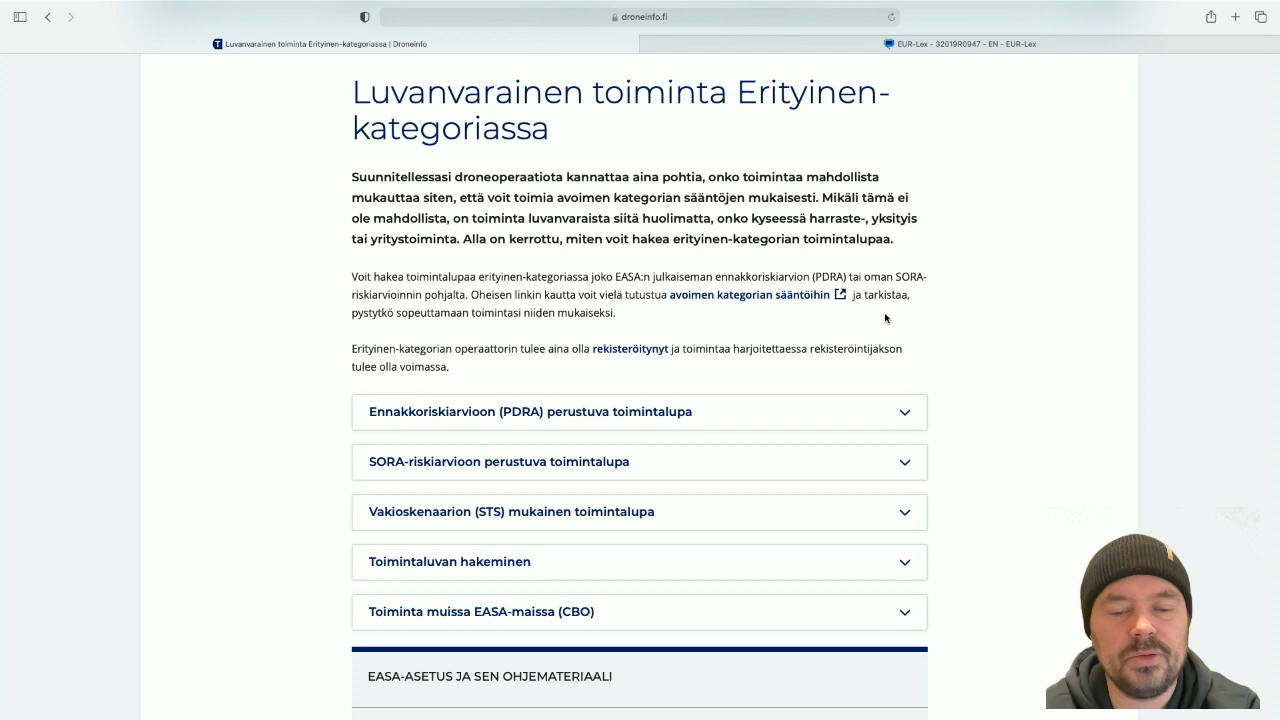 droneinfo.fi
Luvanvarainen toiminta Erityinen-kategoriassa | Droneinfo
EUR-Lex - 32019R0947 - EN - EUR-Lex
Luvanvarainen toiminta Erityinen-
kategoriassa
Suunnitellessasi droneoperaatiota kannattaa aina pohtia, onko toimintaa mahdollista
mukauttaa siten, että voit toimia avoimen kategorian sääntöjen mukaisesti. Mikäli tämä ei
ole mahdollista, on toiminta luvanvaraista siitä huolimatta, onko kyseessä harraste-, yksityis
tai yritystoiminta. Alla on kerrottu, miten voit hakea erityinen-kategorian toimintalupaa.
Voit hakea toimintalupaa erityinen-kategoriassa joko EASA:n julkaiseman ennakkoriskiarvion (PDRA) tai oman SORA-
riskiarvioinnin pohjalta. Oheisen linkin kautta voit vielä tutustua avoimen kategorian sääntöihin ja tarkistaa,
pystytkö sopeuttamaan toimintasi niiden mukaiseksi.
Erityinen-kategorian operaattorin tulee aina olla rekisteröitynyt ja toimintaa harjoitettaessa rekisteröintijakson
tulee olla voimassa.
Ennakkoriskiarvioon (PDRA) perustuva toimintalupa
SORA-riskiarvioon perustuva toimintalupa
Vakioskenaarion (STS) mukainen toimintalupa
Toimintaluvan hakeminen
Toiminta muissa EASA-maissa (CBO)
EASA-ASETUS JA SEN OHJEMATERIAALI